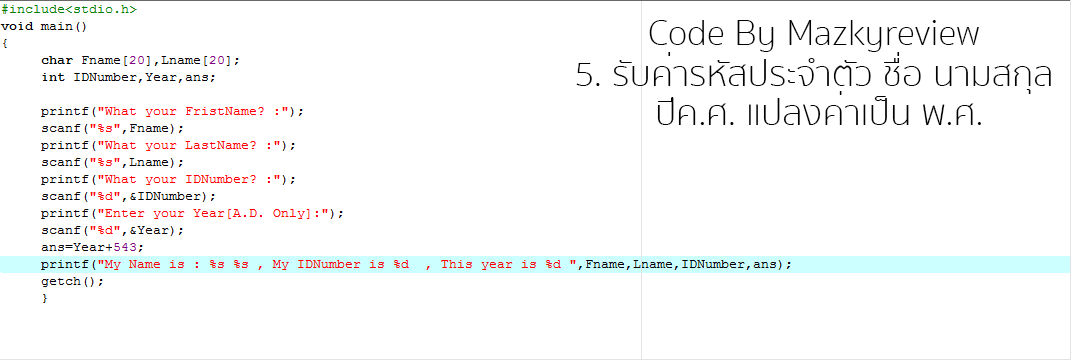 #include<stdio.h>
void main()
{
char Fname[20],Lname[20];
int IDNumber,Year,ans;
printf("What your FristName? :");
scanf("%s",Fname);
printf("What your LastName? :");
scanf("%s",Lname);
printf("What your IDNumber? :");
scanf("%d",&IDNumber);
printf("Enter your Year[A.D. Only]:");
scanf("%d",&Year);
ans=Year+543;
printf("My Name is : %s %s , My IDNumber is %d  , This year is %d ",Fname,Lname,IDNumber,ans);
getch();
}
Code By Mazkyreview
5. รับค่ารหัสประจำตัว ชื่อ นามสกุล
ปีค.ศ. แปลงค่าเป็น พ.ศ.